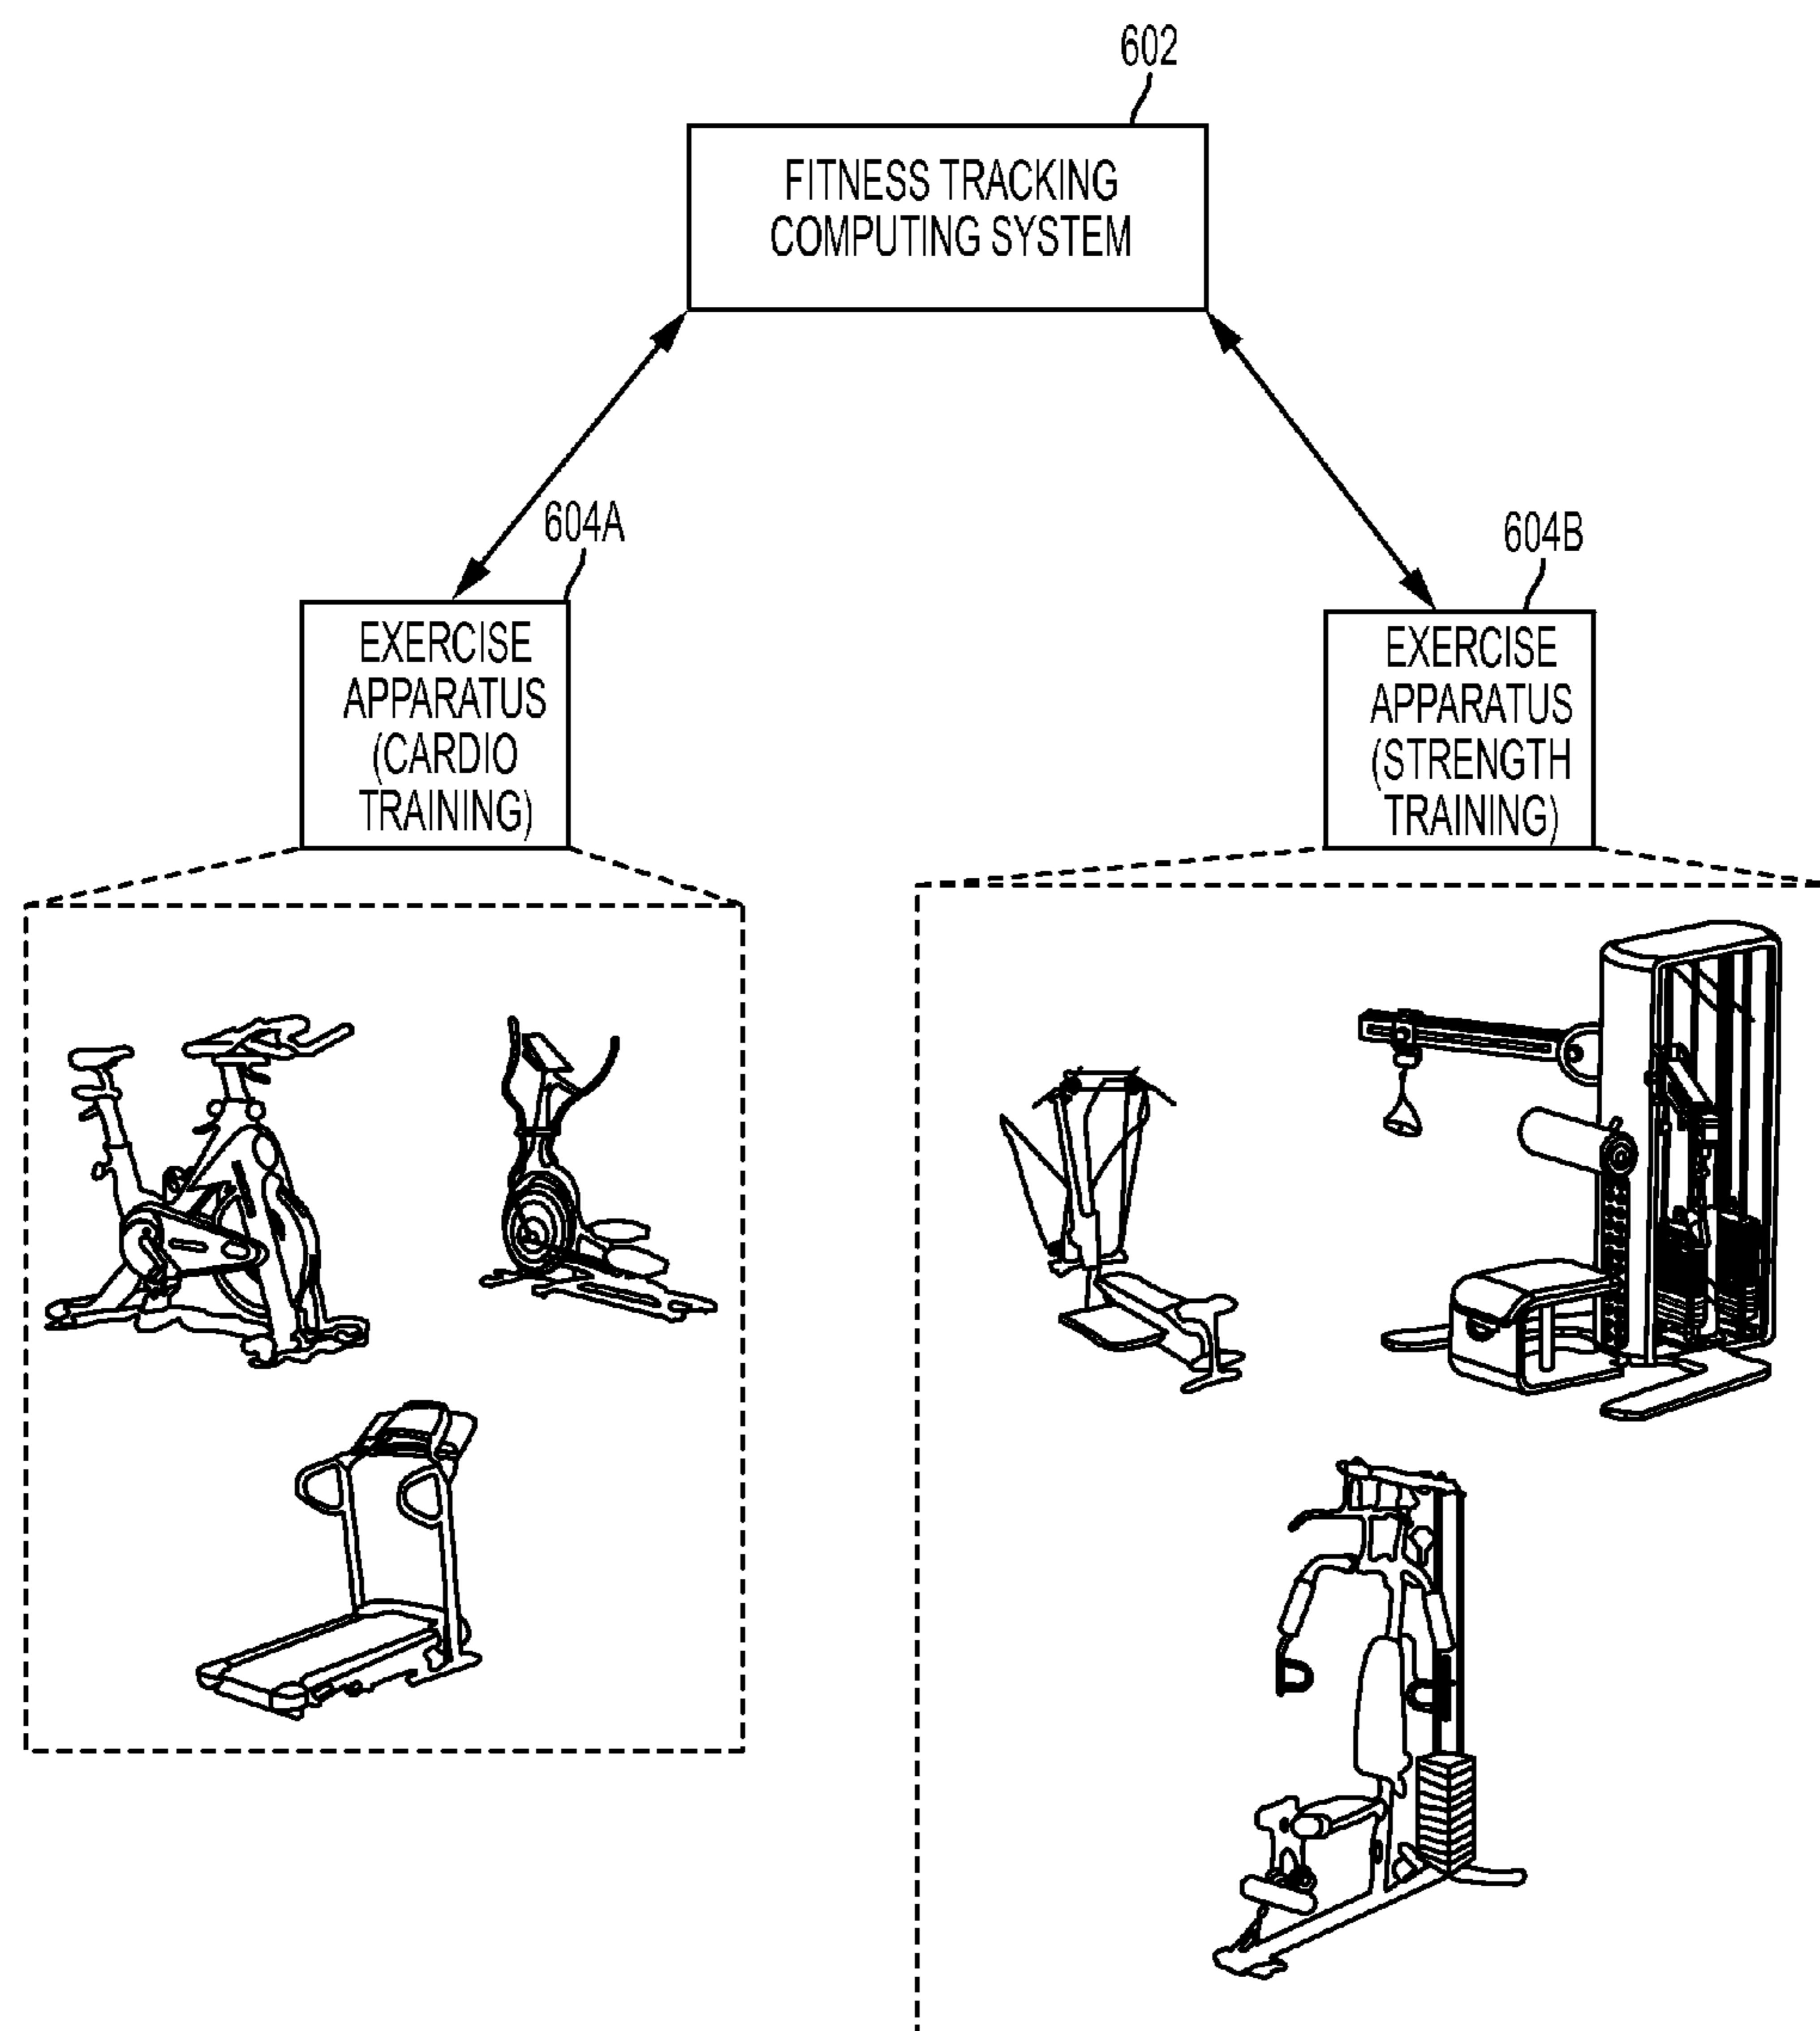 602
FITNESS TRACKING
COMPUTING SYSTEM
604A
EXERCISE
APPARATUS
(CARDIO
TRAINING)
604B
EXERCISE
APPARATUS
(STRENGTH
TRAINING)